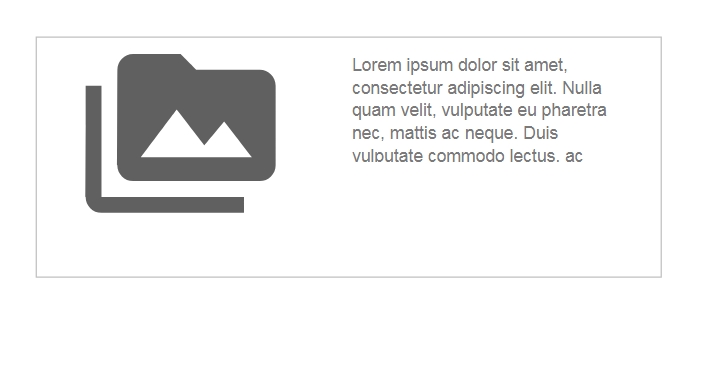 Lorem ipsum dolor sit amet,
consectetur adipiscing elit. Nulla
quam velit, vulputate eu pharetra
nec, mattis ac neque. Duis
vulputate commodo lectus, ac